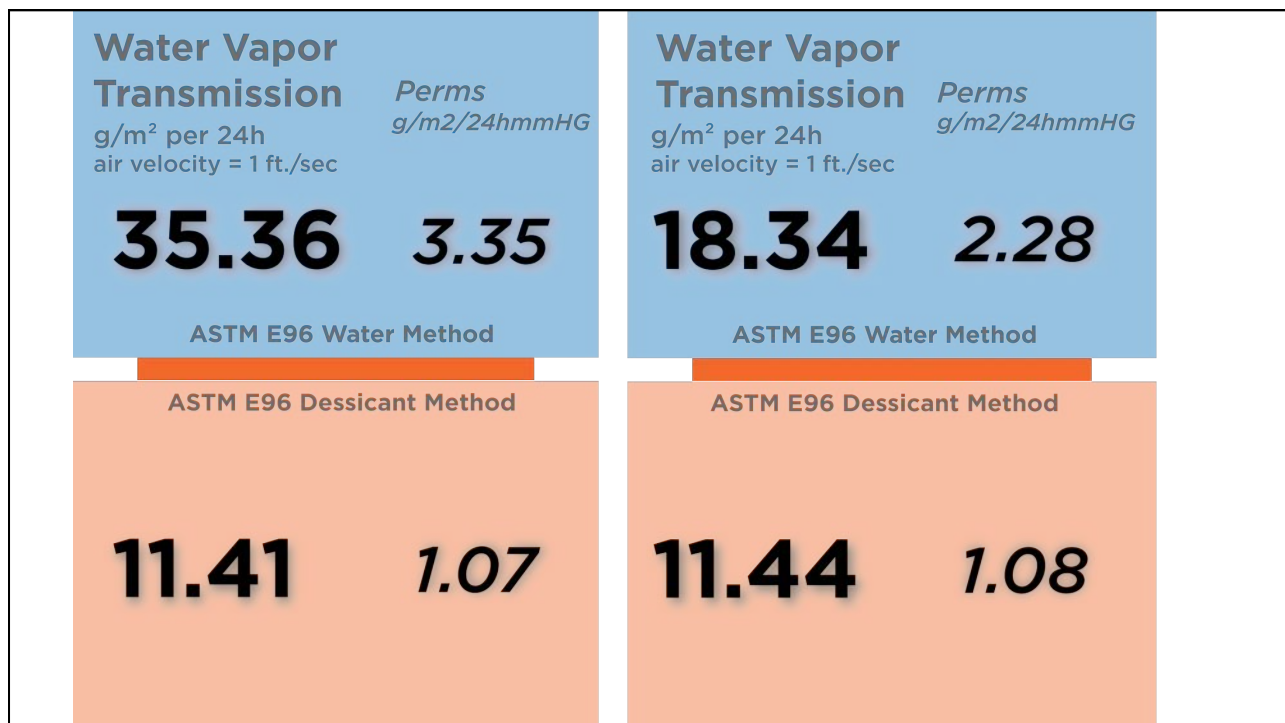 Water Vapor
Transmission
Perms
g/m2/24hmmHG
g/m² per 24h
air velocity = 1 ft./sec
35.36
3.35
ASTM E96 Water Method
ASTM E96 Dessicant Method
11.41
1.07
Water Vapor
Transmission
Perms
g/m2/24hmmHG
g/m² per 24h
air velocity = 1 ft./sec
18.34
2.28
ASTM E96 Water Method
ASTM E96 Dessicant Method
11.44
1.08